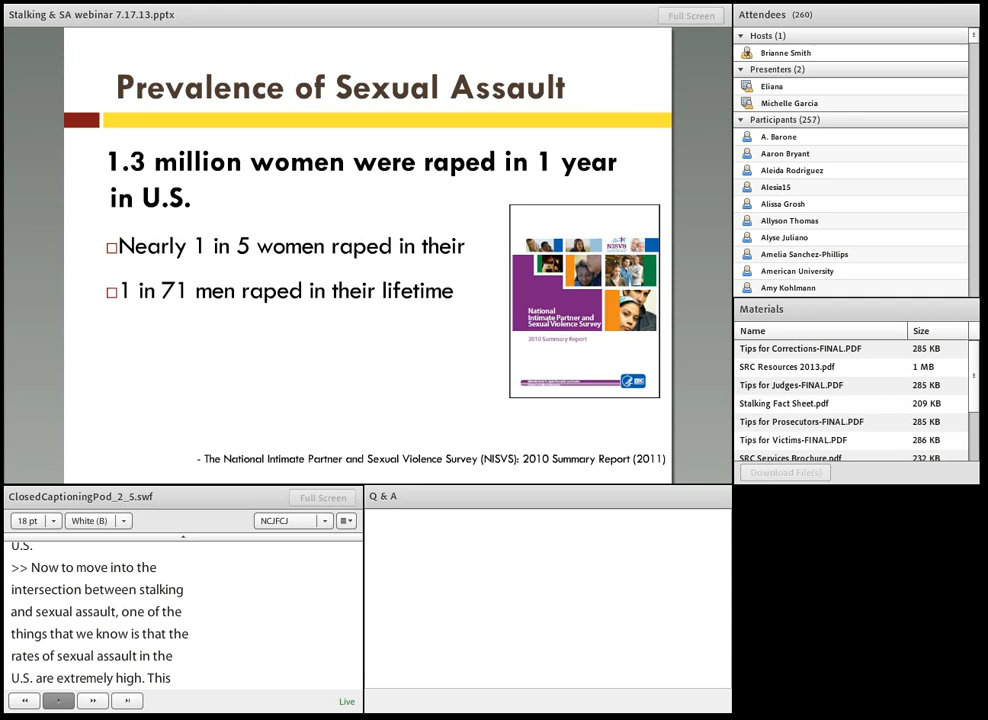 Stalking & SA webinar 7.17.13.pptx
Full Screen
Prevalence of Sexual Assault
1.3 million women were raped in 1 year
in U.S.
Nearly 1 in 5 women raped in their
1 in 71 men raped in their lifetime
NISVS
National
Intimate Partner and
Sexual Violence Survey
2010 Summary Report
CDC
- The National Intimate Partner and Sexual Violence Survey (NISVS): 2010 Summary Report (2011)
Attendees (260)
Hosts (1)
Brianne Smith
Presenters (2)
Eliana
Michelle Garcia
Participants (257)
A. Barone
Aaron Bryant
Aleida Rodriguez
Alesia15
Alissa Grosh
Allyson Thomas
Alyse Juliano
Amelia Sanchez-Phillips
American University
Amy Kohlmann
Materials
Name Size
Tips for Corrections-FINAL.PDF 285 KB
SRC Resources 2013.pdf 1 MB
Tips for Judges-FINAL.PDF 285 KB
Stalking Fact Sheet.pdf 209 KB
Tips for Prosecutors-FINAL.PDF 285 KB
Tips for Victims-FINAL.PDF 286 KB
SRC Services Brochure.pdf 232 KB
Download File(s)
ClosedCaptioningPod_2_5.swf
Full Screen
18 pt White (B) NCJFCJ
U.S.
>> Now to move into the
intersection between stalking
and sexual assault, one of the
things that we know is that the
rates of sexual assault in the
U.S. are extremely high. This
Live
Q & A